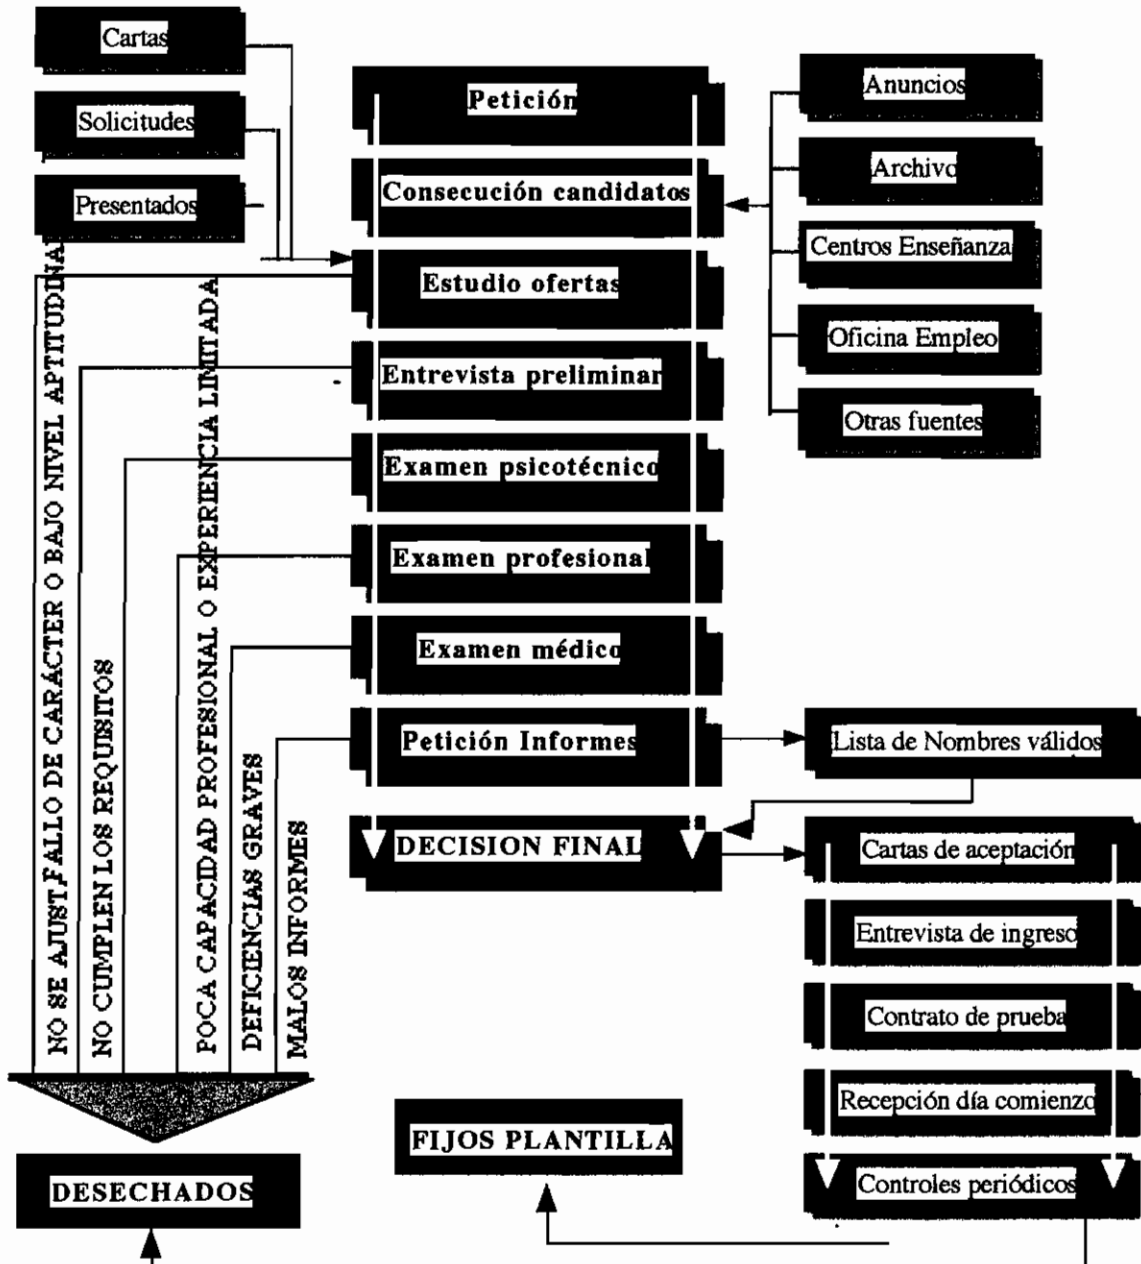 Cartas
Solicitudes
Presentados
Petición
Consecución candidatos
Estudio ofertas
Entrevista preliminar
Examen psicotécnico
Examen profesional
Examen médico
Petición Informes
DECISION FINAL
Anuncios
Archivo
Centros Enseñanza
Oficina Empleo
Otras fuentes
Lista de Nombres válidos
Cartas de aceptación
Entrevista de ingreso
Contrato de prueba
Recepción día comienzo
Controles periódicos
NO SE AJUST
FALLO DE CARÁCTER O BAJO NIVEL APTITUDINA
NO CUMPLEN LOS REQUISITOS
POCA CAPACIDAD PROFESIONAL O EXPERIENCIA LIMITADA
DEFICIENCIAS GRAVES
MALOS INFORMES
DESECHADOS
FIJOS PLANTILLA